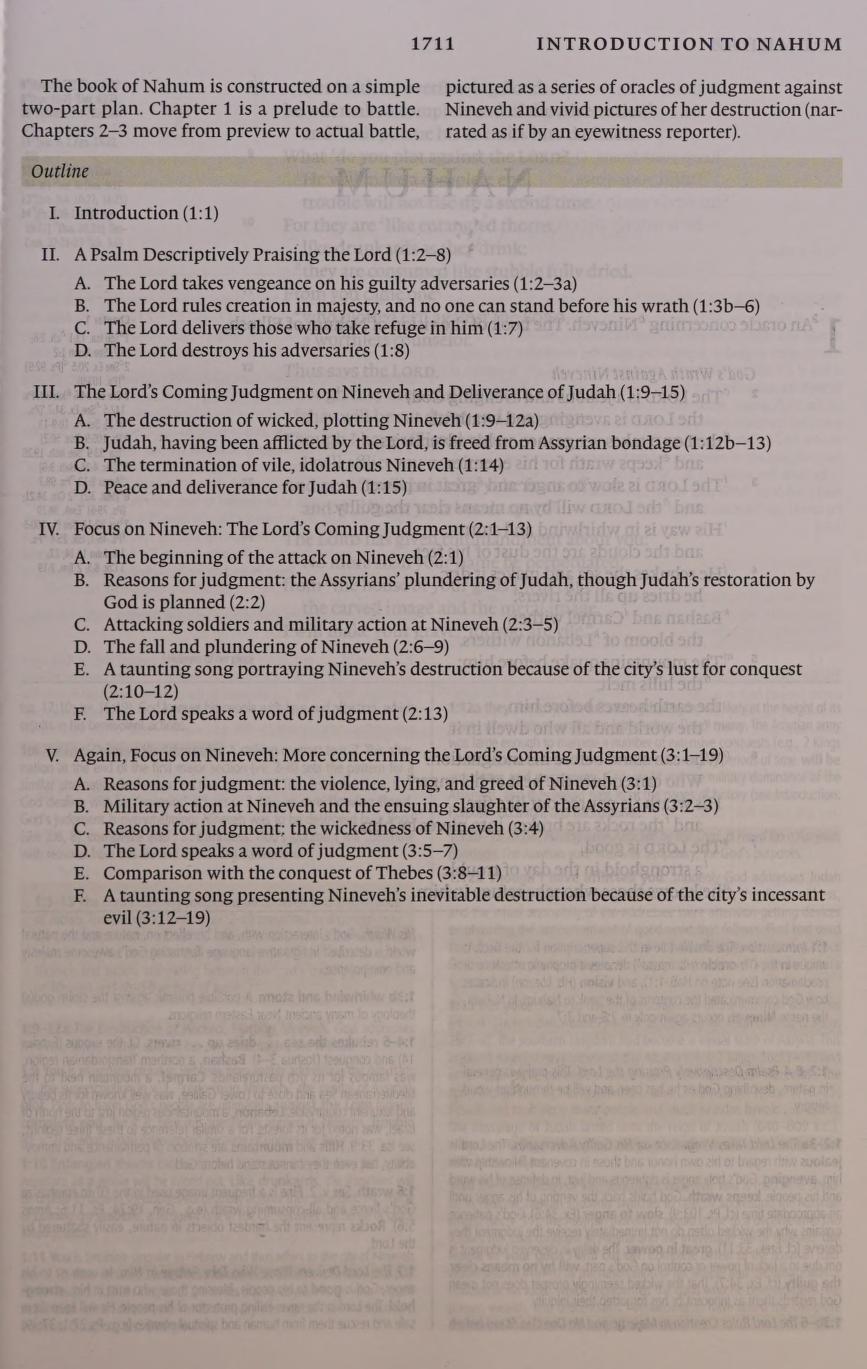 1711 INTRODUCTION TO NAHUM
The book of Nahum is constructed on a simple
two-part plan. Chapter 1 is a prelude to battle.
Chapters 2–3 move from preview to actual battle,
pictured as a series of oracles of judgment against
Nineveh and vivid pictures of her destruction (nar-
rated as if by an eyewitness reporter).
Outline
I. Introduction (1:1)
II. A Psalm Descriptively Praising the Lord (1:2–8)
A. The Lord takes vengeance on his guilty adversaries (1:2–3a)
B. The Lord rules creation in majesty, and no one can stand before his wrath (1:3b–6)
C. The Lord delivers those who take refuge in him (1:7)
D. The Lord destroys his adversaries (1:8)
III. The Lord's Coming Judgment on Nineveh and Deliverance of Judah (1:9–15)
A. The destruction of wicked, plotting Nineveh (1:9–12a)
B. Judah, having been afflicted by the Lord, is freed from Assyrian bondage (1:12b–13)
C. The termination of vile, idolatrous Nineveh (1:14)
D. Peace and deliverance for Judah (1:15)
IV. Focus on Nineveh: The Lord's Coming Judgment (2:1–13)
A. The beginning of the attack on Nineveh (2:1)
B. Reasons for judgment: the Assyrians' plundering of Judah, though Judah's restoration by
God is planned (2:2)
C. Attacking soldiers and military action at Nineveh (2:3–5)
D. The fall and plundering of Nineveh (2:6–9)
E. A taunting song portraying Nineveh's destruction because of the city's lust for conquest
(2:10–12)
F. The Lord speaks a word of judgment (2:13)
V. Again, Focus on Nineveh: More concerning the Lord's Coming Judgment (3:1–19)
A. Reasons for judgment: the violence, lying, and greed of Nineveh (3:1)
B. Military action at Nineveh and the ensuing slaughter of the Assyrians (3:2–3)
C. Reasons for judgment: the wickedness of Nineveh (3:4)
D. The Lord speaks a word of judgment (3:5–7)
E. Comparison with the conquest of Thebes (3:8–11)
F. A taunting song presenting Nineveh's inevitable destruction because of the city's incessant
evil (3:12–19)